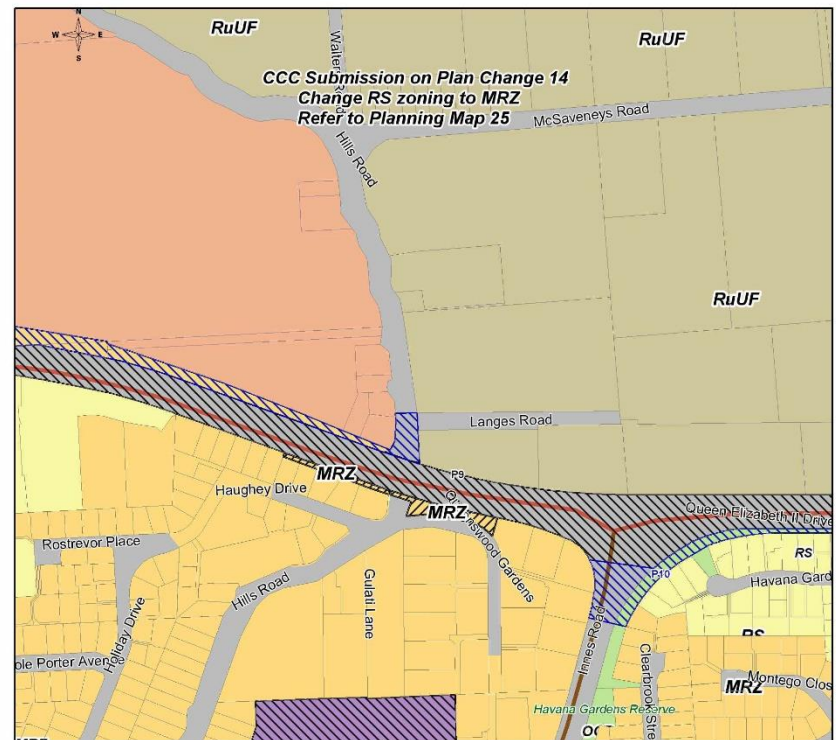 N
W E
S
RuUF
RuUF
Walters Road
CCC Submission on Plan Change 14
Change RS zoning to MRZ
Refer to Planning Map 25
McSaveneys Road
Hills Road
RuUF
Langes Road
P9
MRZ
Haughey Drive
MRZ
Queen Elizabeth II Drive
Rostrevor Place
RS
Gardens
P10
Havana Gard
Hills Road
Gulati Lane
Holiday Drive
Innes Road
RS
ole Porter Avenu
Clearbrook Stre
MRZ
Montego Clos
Havana Gardens Reserve
MRZ